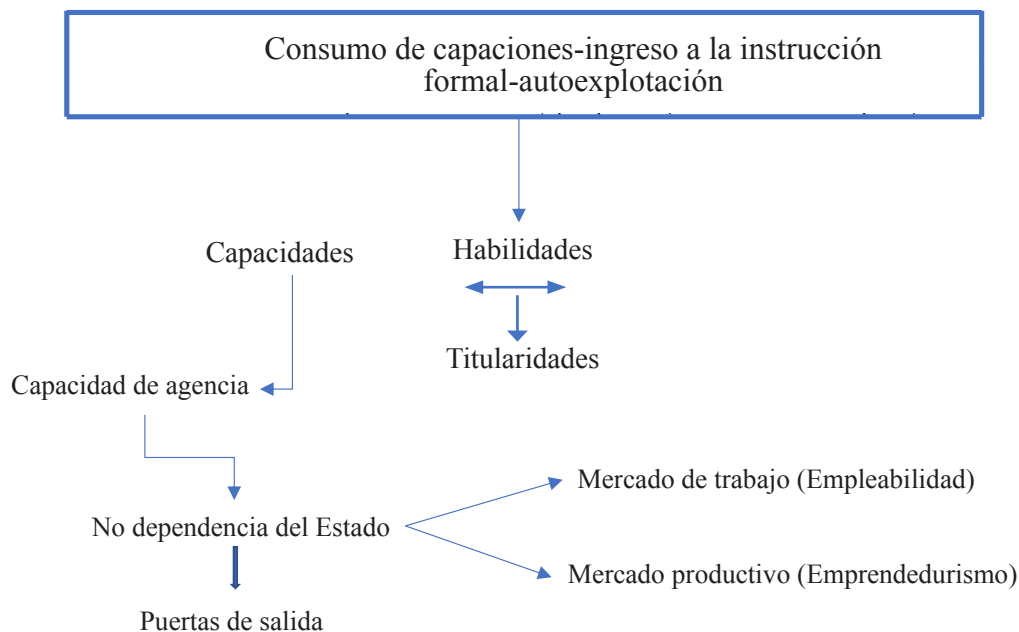 Consumo de capaciones-ingreso a la instrucción
formal-autoexplotación
Capacidades
Habilidades
Titularidades
Capacidad de agencia
Mercado de trabajo (Empleabilidad)
No dependencia del Estado
Mercado productivo (Emprendedurismo)
Puertas de salida